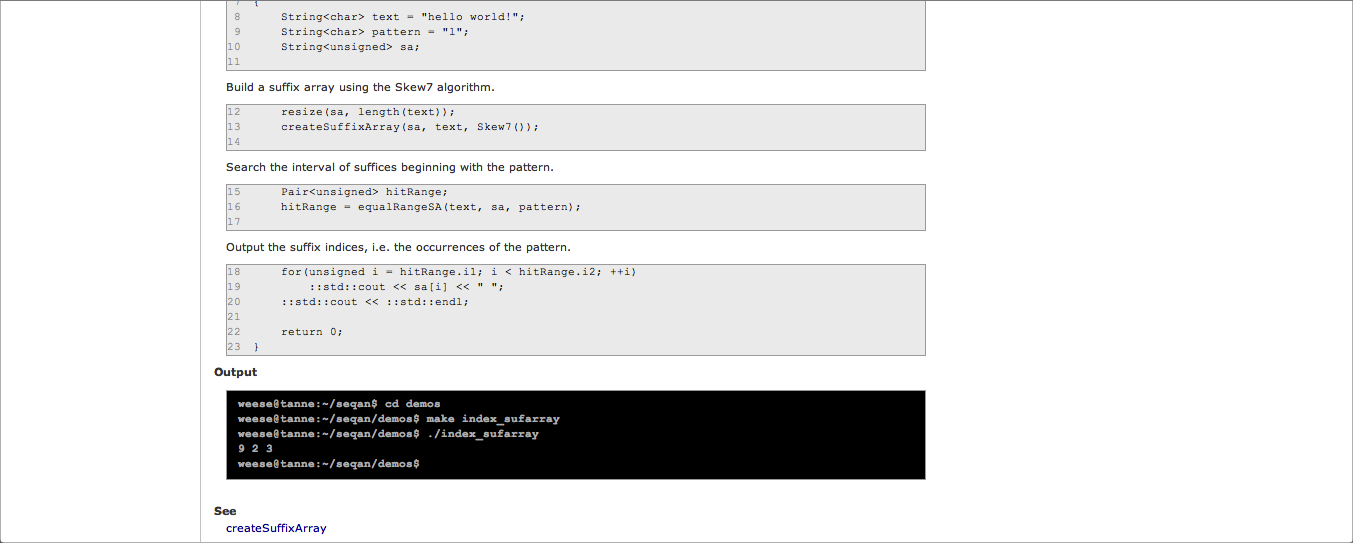 7 {
8 String<char> text = "hello world!";
9 String<char> pattern = "l";
10 String<unsigned> sa;
11
Build a suffix array using the Skew7 algorithm.
12 resize(sa, length(text));
13 createSuffixArray(sa, text, Skew7());
14
Search the interval of suffices beginning with the pattern.
15 Pair<unsigned> hitRange;
16 hitRange = equalRangeSA(text, sa, pattern);
17
Output the suffix indices, i.e. the occurrences of the pattern.
18 for(unsigned i = hitRange.i1; i < hitRange.i2; ++i)
19 ::std::cout << sa[i] << " ";
20 ::std::cout << ::std::endl;
21
22 return 0;
23 }
Output
weese@tanne:~/seqan$ cd demos
weese@tanne:~/seqan/demos$ make index_sufarray
weese@tanne:~/seqan/demos$ ./index_sufarray
9 2 3
weese@tanne:~/seqan/demos$
See
createSuffixArray